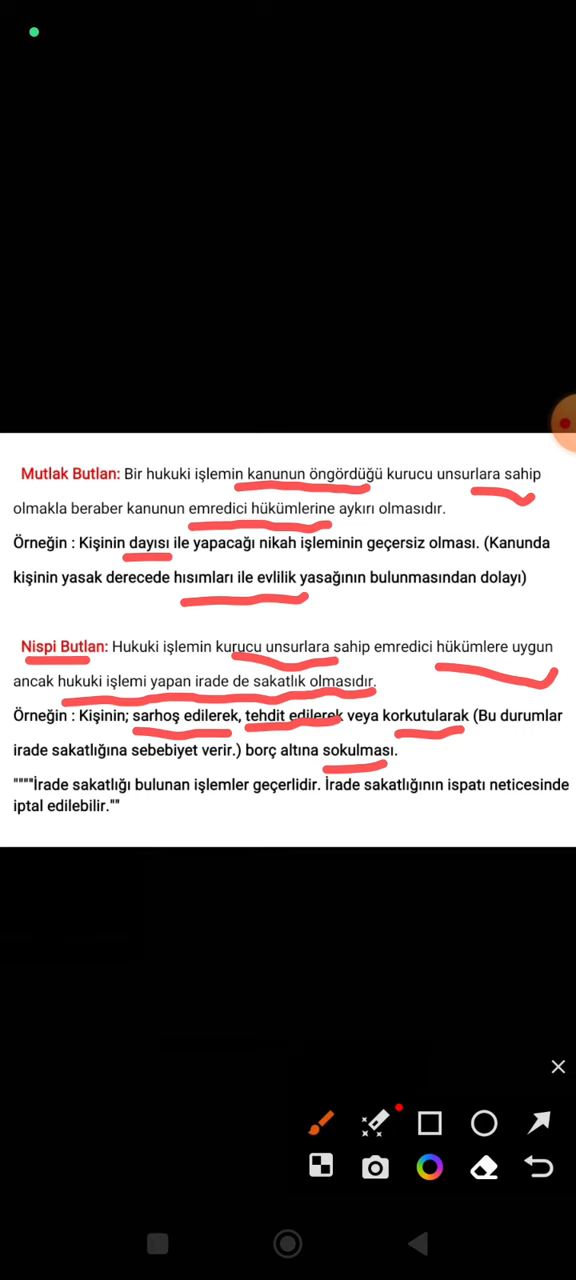 Mutlak Butlan: Bir hukuki işlemin kanunun öngördüğü kurucu unsurlara sahip
olmakla beraber kanunun emredici hükümlerine aykırı olmasıdır.
Örneğin : Kişinin dayısı ile yapacağı nikah işleminin geçersiz olması. (Kanunda
kişinin yasak derecede hısımları ile evlilik yasağının bulunmasından dolayı)
Nispi Butlan: Hukuki işlemin kurucu unsurlara sahip emredici hükümlere uygun
ancak hukuki işlemi yapan irade de sakatlık olmasıdır.
Örneğin : Kişinin; sarhoş edilerek, tehdit edilerek veya korkutularak (Bu durumlar
irade sakatlığına sebebiyet verir.) borç altına sokulması.
""""İrade sakatlığı bulunan işlemler geçerlidir. İrade sakatlığının ispatı neticesinde
iptal edilebilir.""